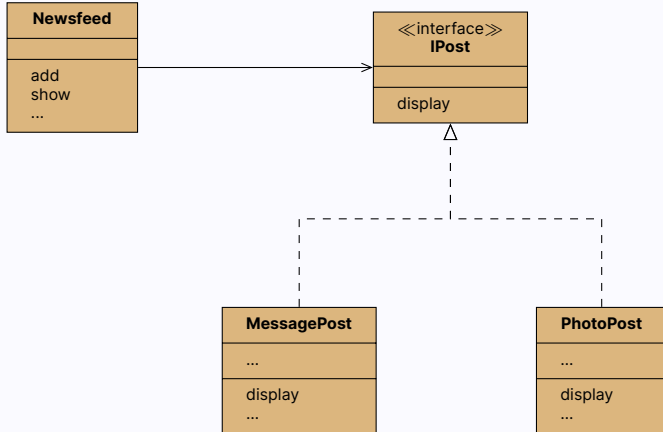 Newsfeed
add
show
...
≪interface≫
IPost
display
MessagePost
...
display
...
PhotoPost
...
display
...